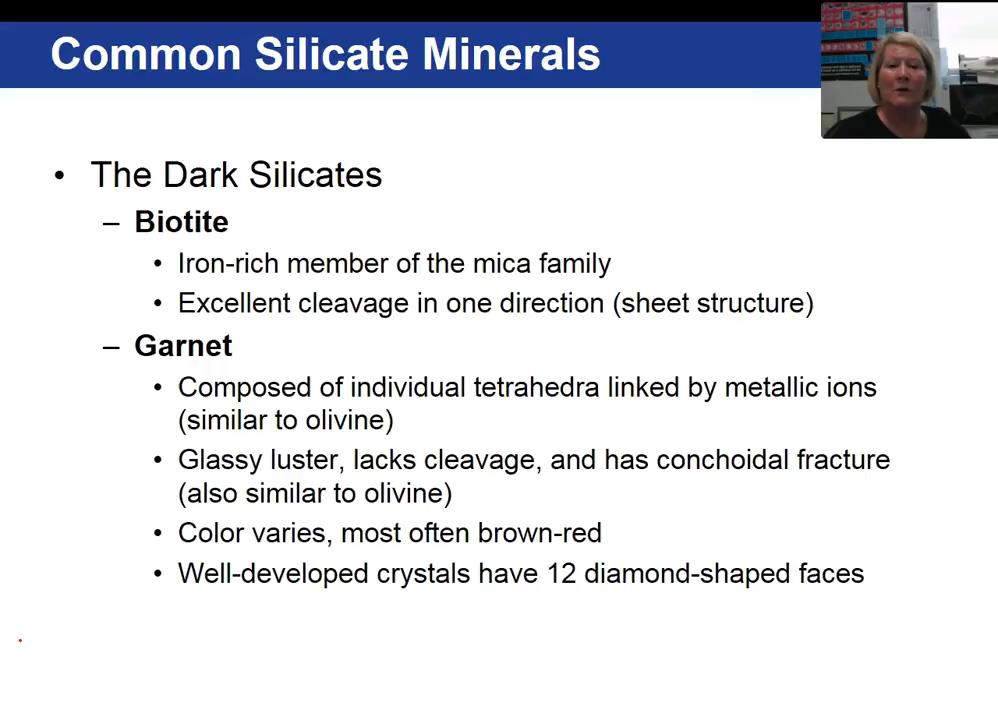 Common Silicate Minerals
• The Dark Silicates
– Biotite
• Iron-rich member of the mica family
• Excellent cleavage in one direction (sheet structure)
– Garnet
• Composed of individual tetrahedra linked by metallic ions
(similar to olivine)
• Glassy luster, lacks cleavage, and has conchoidal fracture
(also similar to olivine)
• Color varies, most often brown-red
• Well-developed crystals have 12 diamond-shaped faces